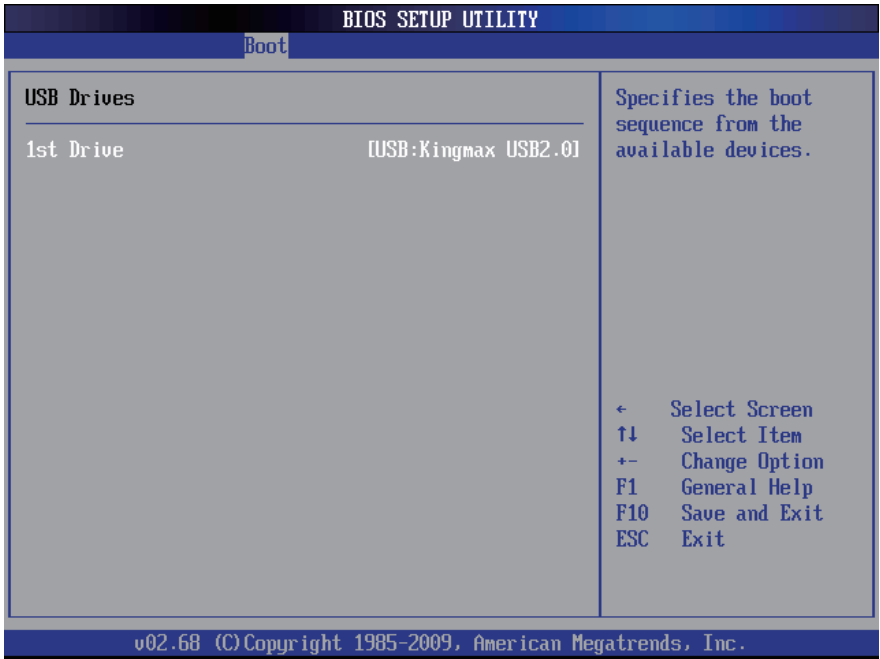 BIOS SETUP UTILITY
Boot
USB Drives
1st Drive [USB:Kingmax USB2.0]
Specifies the boot
sequence from the
available devices.
← Select Screen
↑↓ Select Item
+- Change Option
F1 General Help
F10 Save and Exit
ESC Exit
v02.68 (C)Copyright 1985-2009, American Megatrends, Inc.